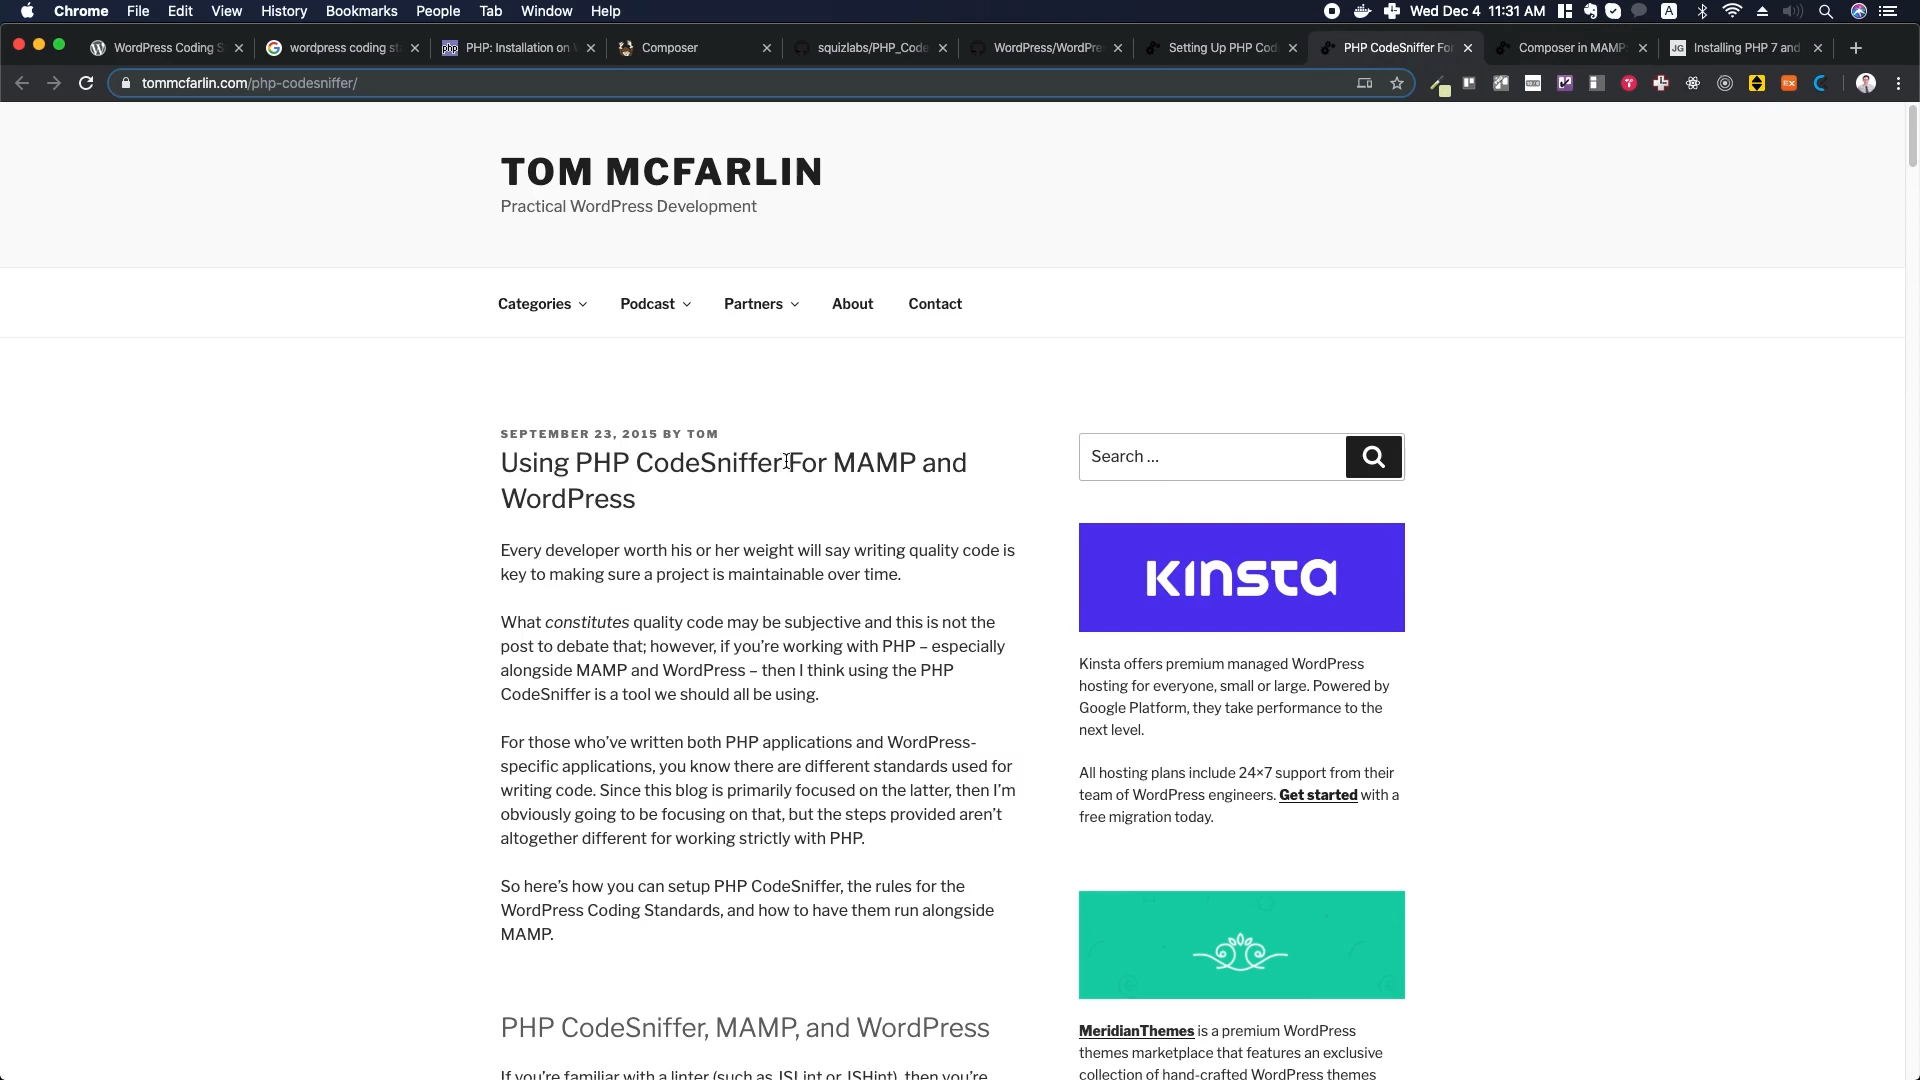 Chrome File Edit View History Bookmarks People Tab Window Help Wed Dec 4 11:31 AM
WordPress Coding S wordpress coding st PHP: Installation on Composer squizlabs/PHP_Code WordPress/WordPre Setting Up PHP Cod PHP CodeSniffer For Composer in MAMP: JG Installing PHP 7 and
tommcfarlin.com/php-codesniffer/
TOM MCFARLIN
Practical WordPress Development
Categories Podcast Partners About Contact
SEPTEMBER 23, 2015 BY TOM
Using PHP CodeSniffer For MAMP and
WordPress
Every developer worth his or her weight will say writing quality code is
key to making sure a project is maintainable over time.
What constitutes quality code may be subjective and this is not the
post to debate that; however, if you’re working with PHP – especially
alongside MAMP and WordPress – then I think using the PHP
CodeSniffer is a tool we should all be using.
For those who’ve written both PHP applications and WordPress-
specific applications, you know there are different standards used for
writing code. Since this blog is primarily focused on the latter, then I’m
obviously going to be focusing on that, but the steps provided aren’t
altogether different for working strictly with PHP.
So here’s how you can setup PHP CodeSniffer, the rules for the
WordPress Coding Standards, and how to have them run alongside
MAMP.
PHP CodeSniffer, MAMP, and WordPress
If you’re familiar with a linter (such as JSLint or JSHint), then you’re
Search …
Kinsta
Kinsta offers premium managed WordPress
hosting for everyone, small or large. Powered by
Google Platform, they take performance to the
next level.
All hosting plans include 24×7 support from their
team of WordPress engineers. Get started with a
free migration today.
MeridianThemes is a premium WordPress
themes marketplace that features an exclusive
collection of hand-crafted WordPress themes